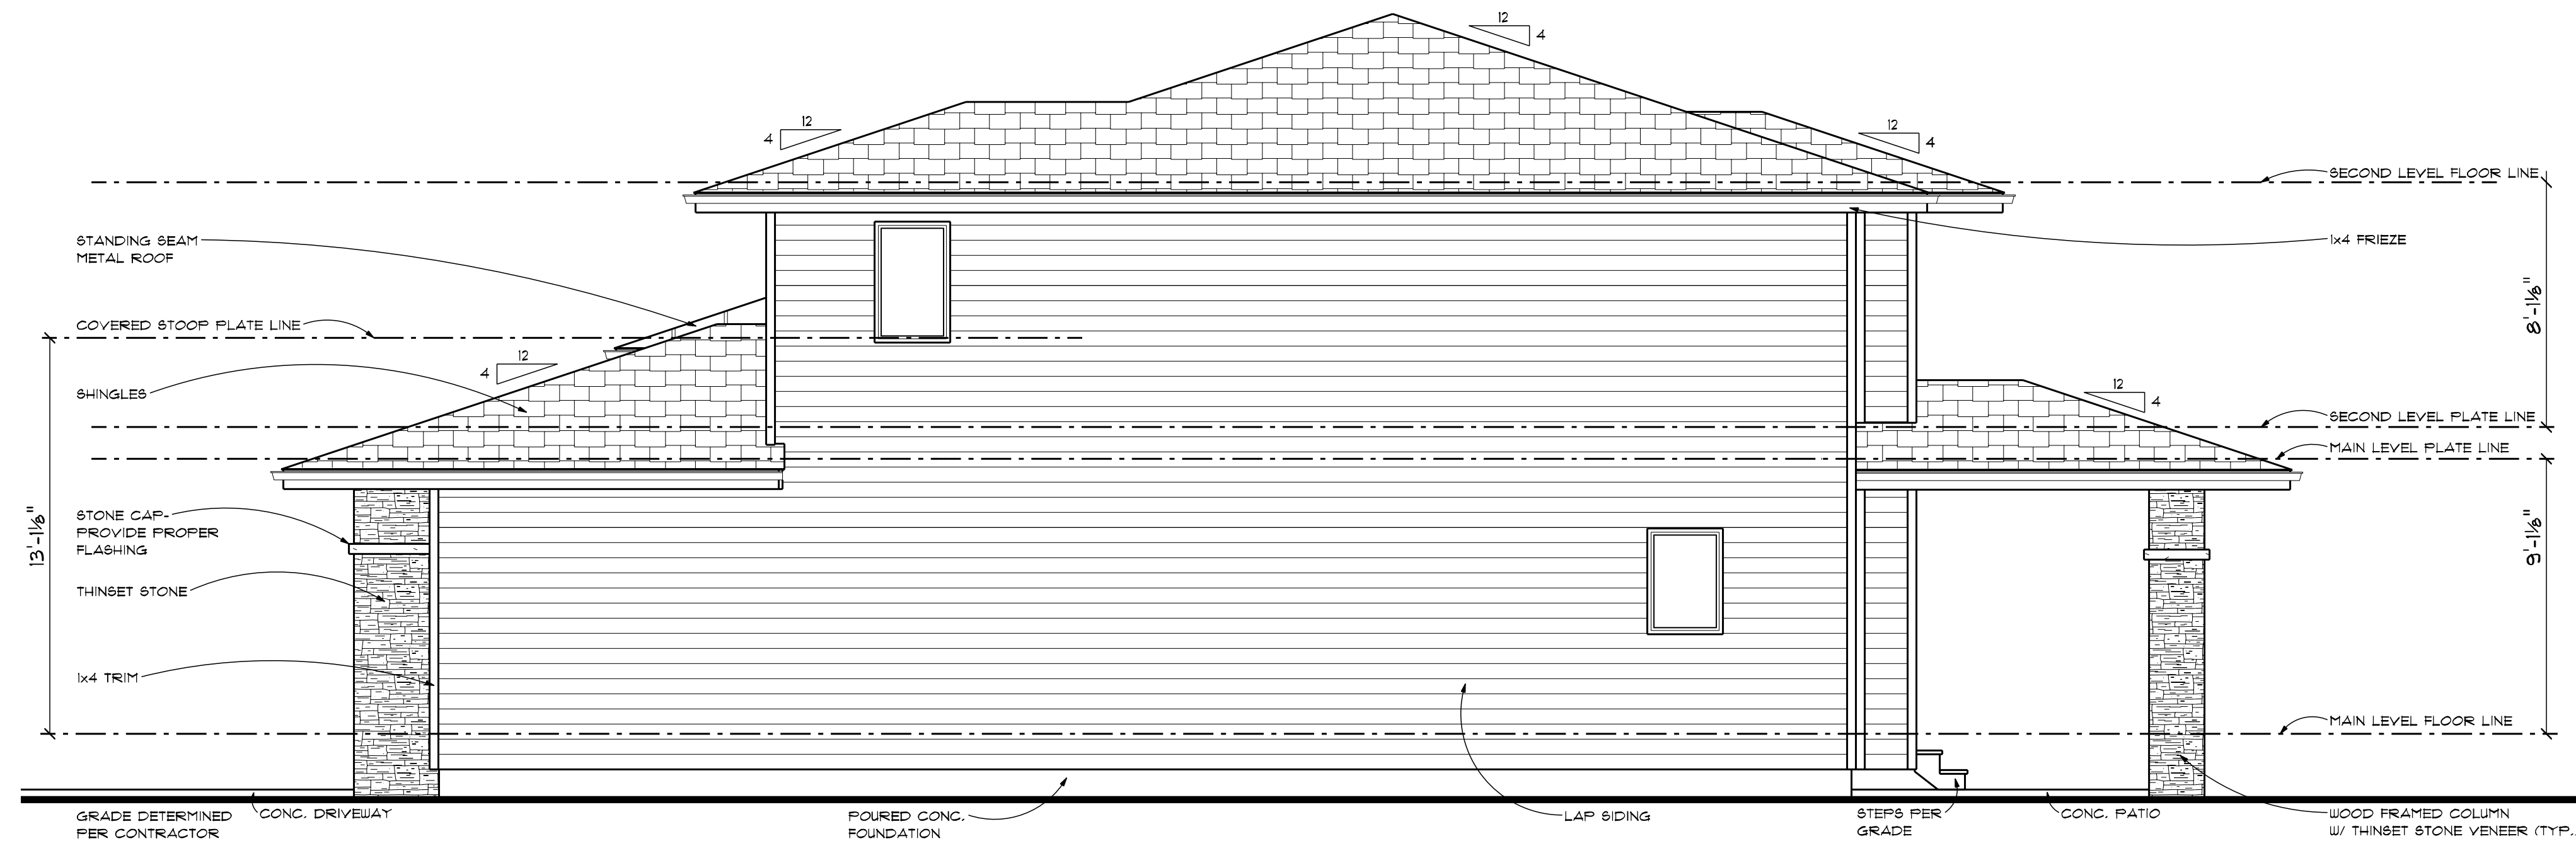 12
4
12
4
12
4
SECOND LEVEL FLOOR LINE
STANDING SEAM
METAL ROOF
1x4 FRIEZE
8'-1⅛"
COVERED STOOP PLATE LINE
12
4
SHINGLES
12
4
SECOND LEVEL PLATE LINE
MAIN LEVEL PLATE LINE
13'-1⅛"
STONE CAP-
PROVIDE PROPER
FLASHING
9'-1⅛"
THINSET STONE
1x4 TRIM
MAIN LEVEL FLOOR LINE
GRADE DETERMINED
PER CONTRACTOR
CONC. DRIVEWAY
POURED CONC.
FOUNDATION
LAP SIDING
STEPS PER
GRADE
CONC. PATIO
WOOD FRAMED COLUMN
W/ THINSET STONE VENEER (TYP.